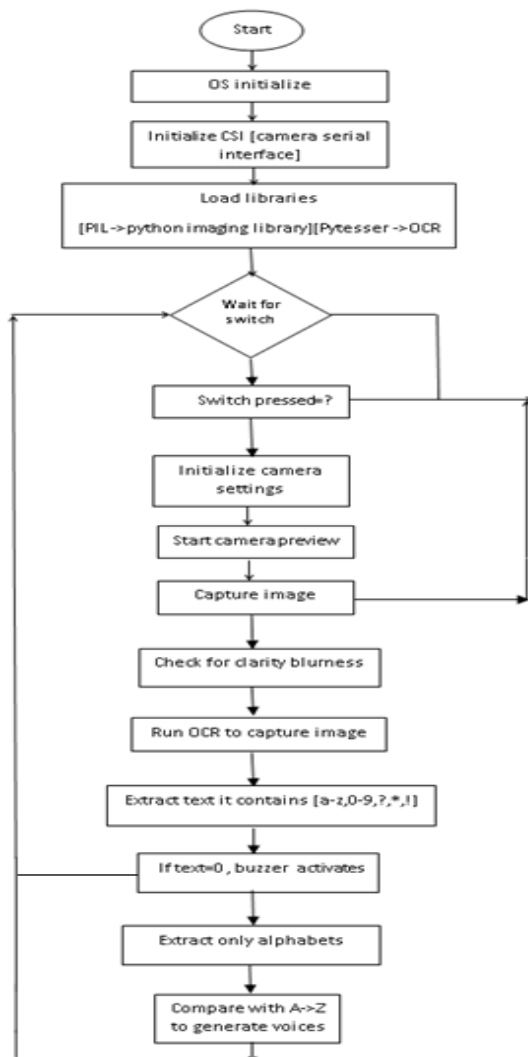 Start
OS initialize
Initialize CSI [camera serial
interface]
Load libraries
[PIL->python imaging library][Pytesser ->OCR
Wait for
switch
Switch pressed=?
Initialize camera
settings
Start camera preview
Capture image
Check for clarity blurness
Run OCR to capture image
Extract text it contains [a-z,0-9,?,*,!]
If text=0 , buzzer activates
Extract only alphabets
Compare with A->Z
to generate voices